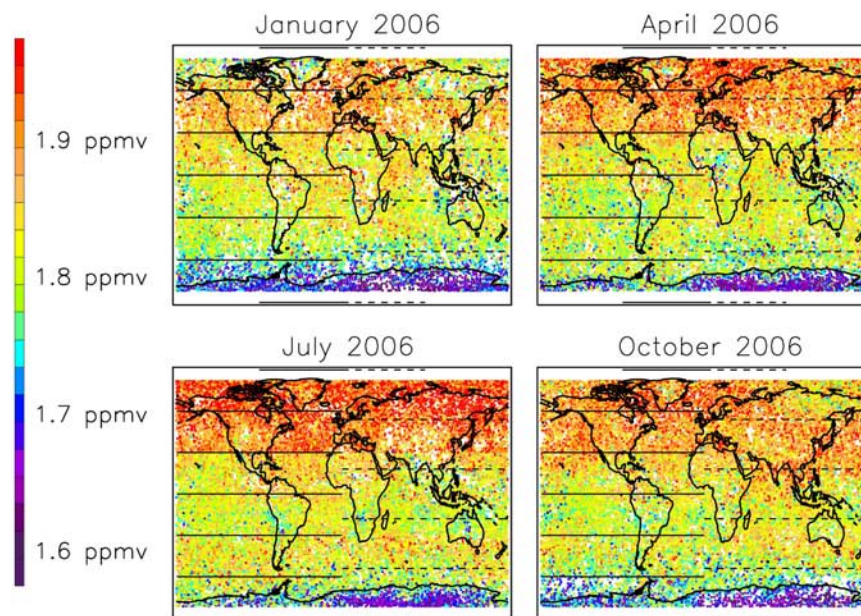 January 2006
April 2006
1.9 ppmv
1.8 ppmv
July 2006
October 2006
1.7 ppmv
1.6 ppmv